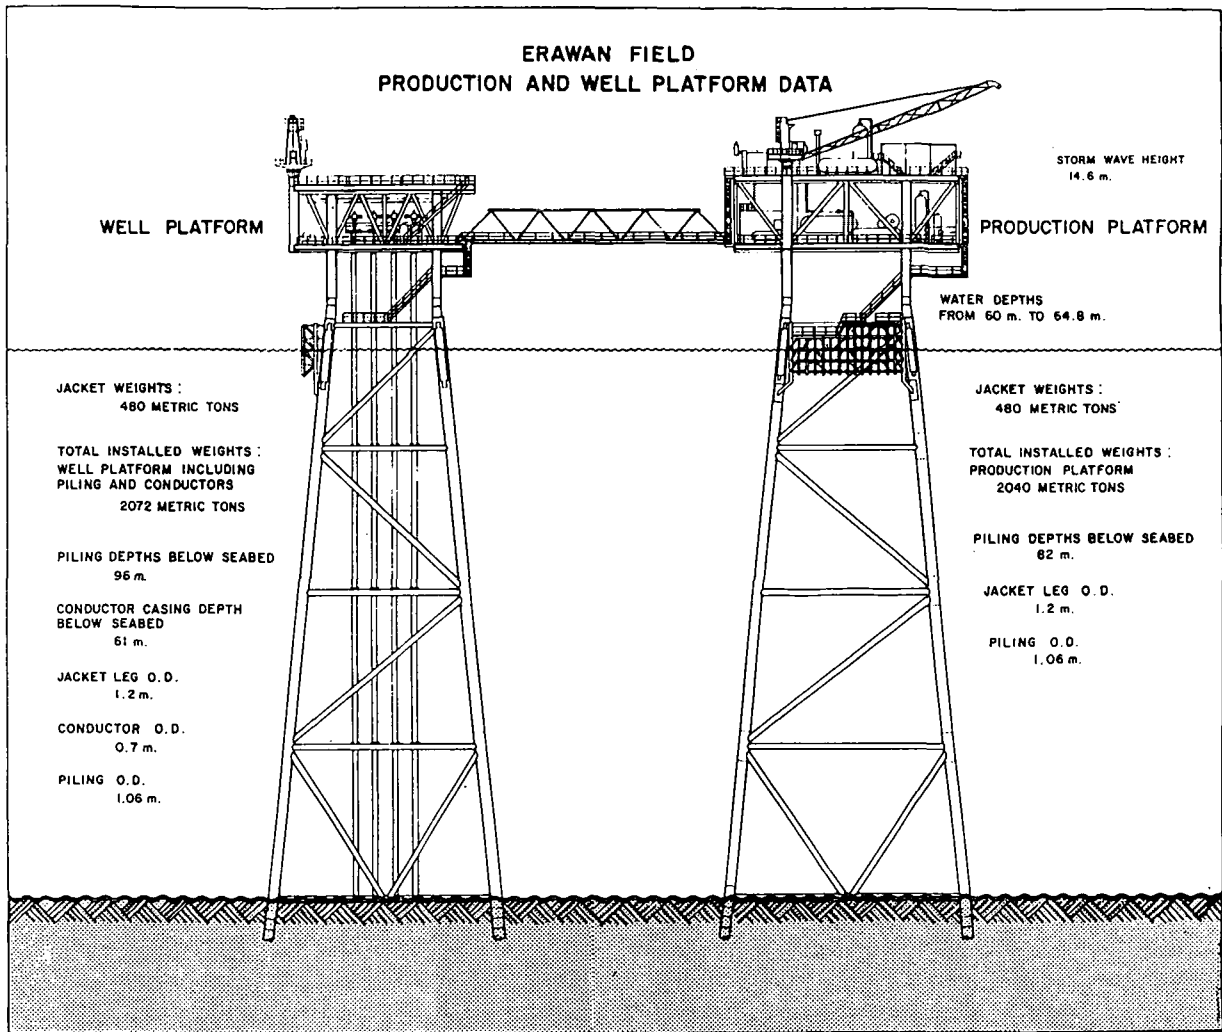 ERAWAN FIELD
PRODUCTION AND WELL PLATFORM DATA
STORM WAVE HEIGHT
14.6 m.
WELL PLATFORM
PRODUCTION PLATFORM
WATER DEPTHS
FROM 60 m. TO 64.8 m.
JACKET WEIGHTS:
480 METRIC TONS
TOTAL INSTALLED WEIGHTS:
WELL PLATFORM INCLUDING
PILING AND CONDUCTORS
2072 METRIC TONS
PILING DEPTHS BELOW SEABED
96 m.
CONDUCTOR CASING DEPTH
BELOW SEABED
61 m.
JACKET LEG O.D.
1.2 m.
CONDUCTOR O.D.
0.7 m.
PILING O.D.
1.06 m.
JACKET WEIGHTS:
480 METRIC TONS
TOTAL INSTALLED WEIGHTS:
PRODUCTION PLATFORM
2040 METRIC TONS
PILING DEPTHS BELOW SEABED
82 m.
JACKET LEG O.D.
1.2 m.
PILING O.D.
1.06 m.